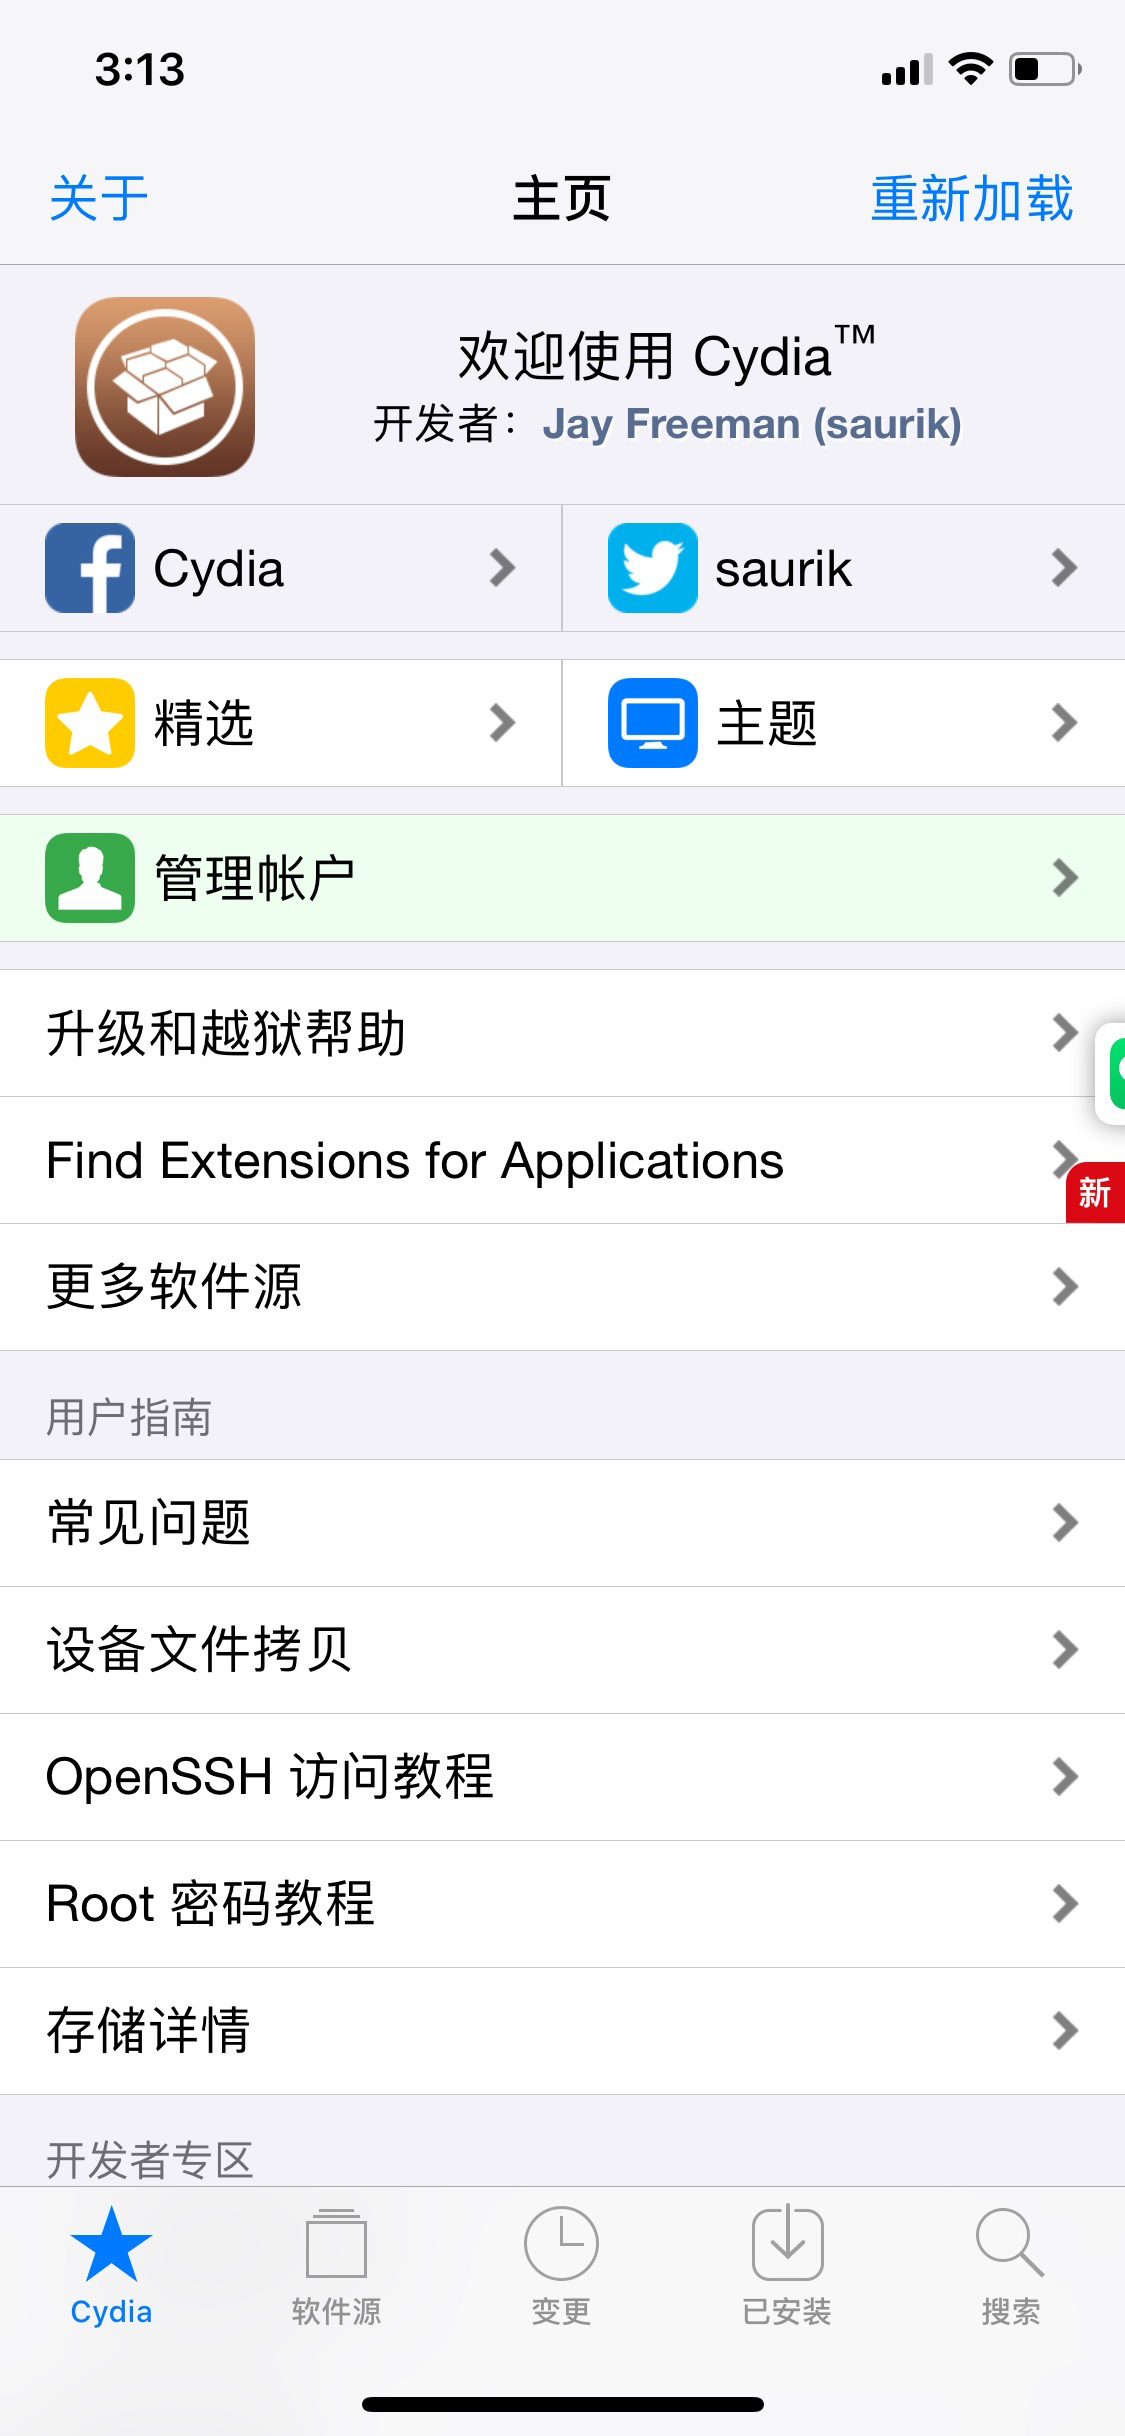 3:13
关于
主页
重新加载
欢迎使用 Cydia™
开发者：Jay Freeman (saurik)
Cydia
saurik
精选
主题
管理帐户
升级和越狱帮助
Find Extensions for Applications
新
更多软件源
用户指南
常见问题
设备文件拷贝
OpenSSH 访问教程
Root 密码教程
存储详情
开发者专区
Cydia
软件源
变更
已安装
搜索